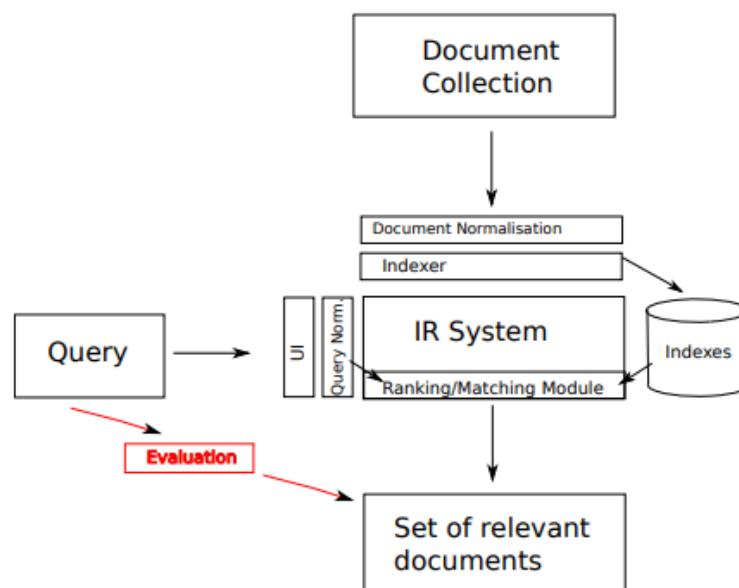 Document
Collection
Document Normalisation
Indexer
UI
Query Norm.
IR System
Indexes
Query
Ranking/Matching Module
Evaluation
Set of relevant
documents